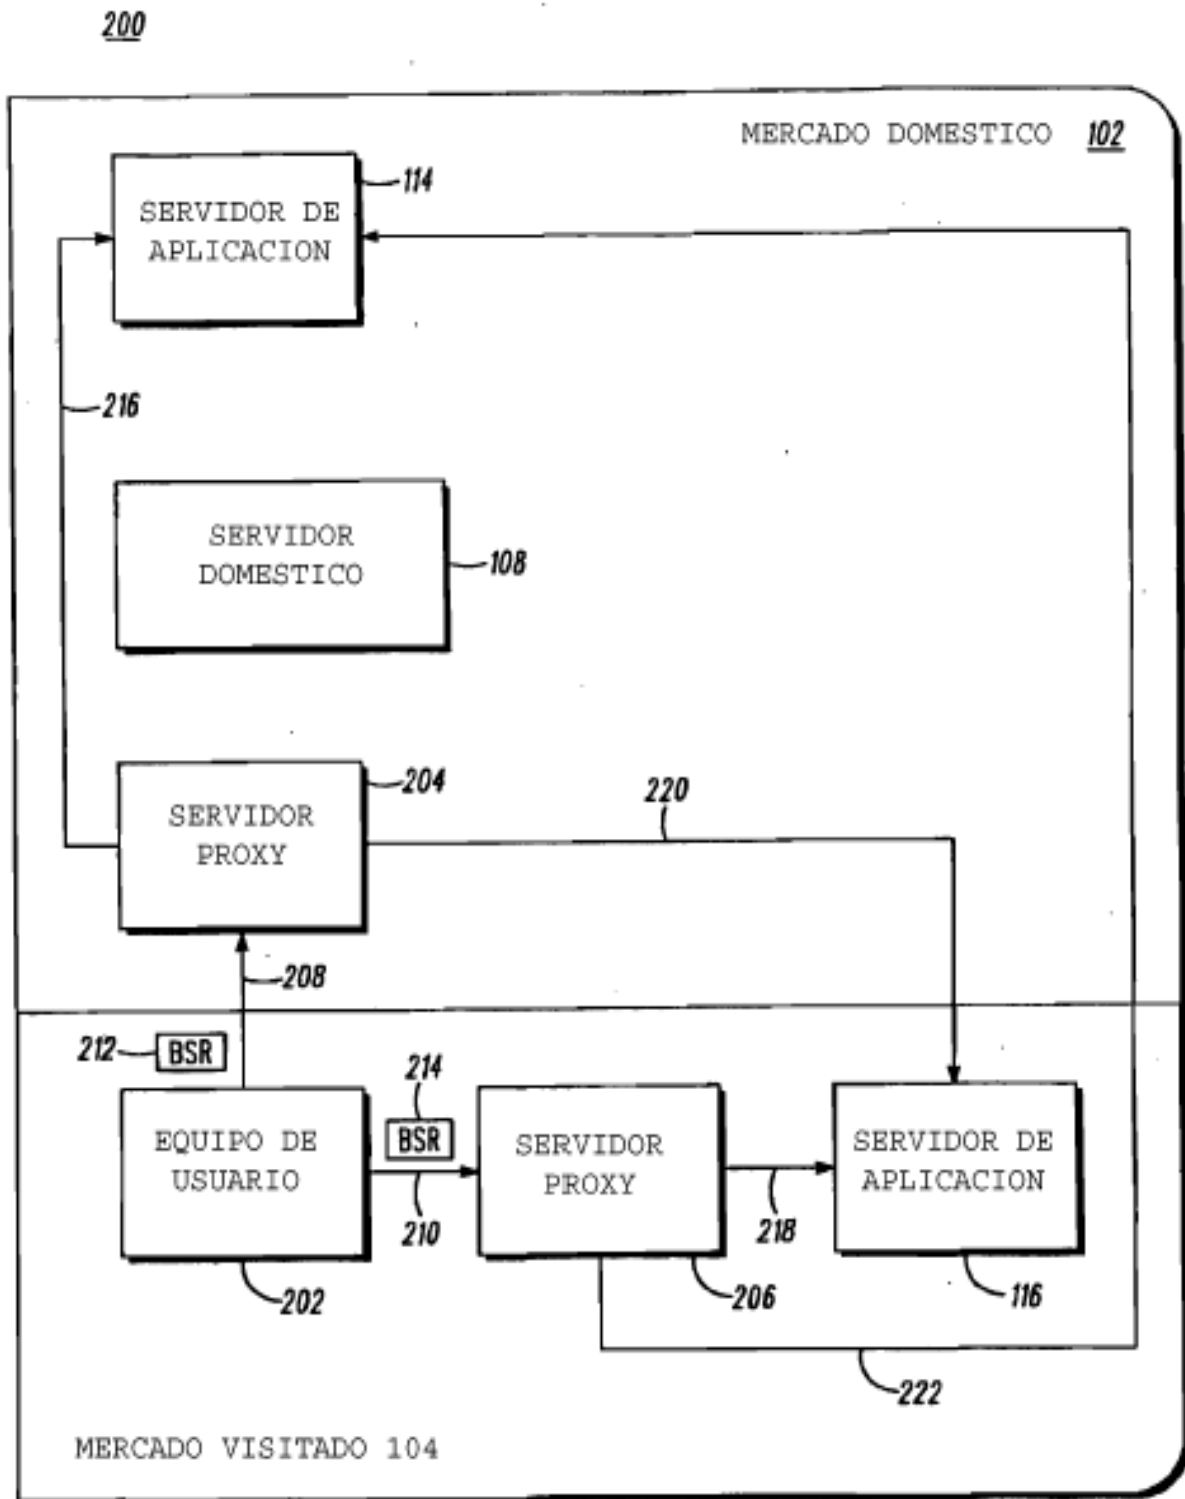 200
MERCADO DOMESTICO 102
114
SERVIDOR DE
APLICACION
216
SERVIDOR
DOMESTICO
108
204
SERVIDOR
PROXY
220
208
212
BSR
214
BSR
EQUIPO DE
USUARIO
SERVIDOR
PROXY
SERVIDOR DE
APLICACION
210
218
202
206
116
222
MERCADO VISITADO 104